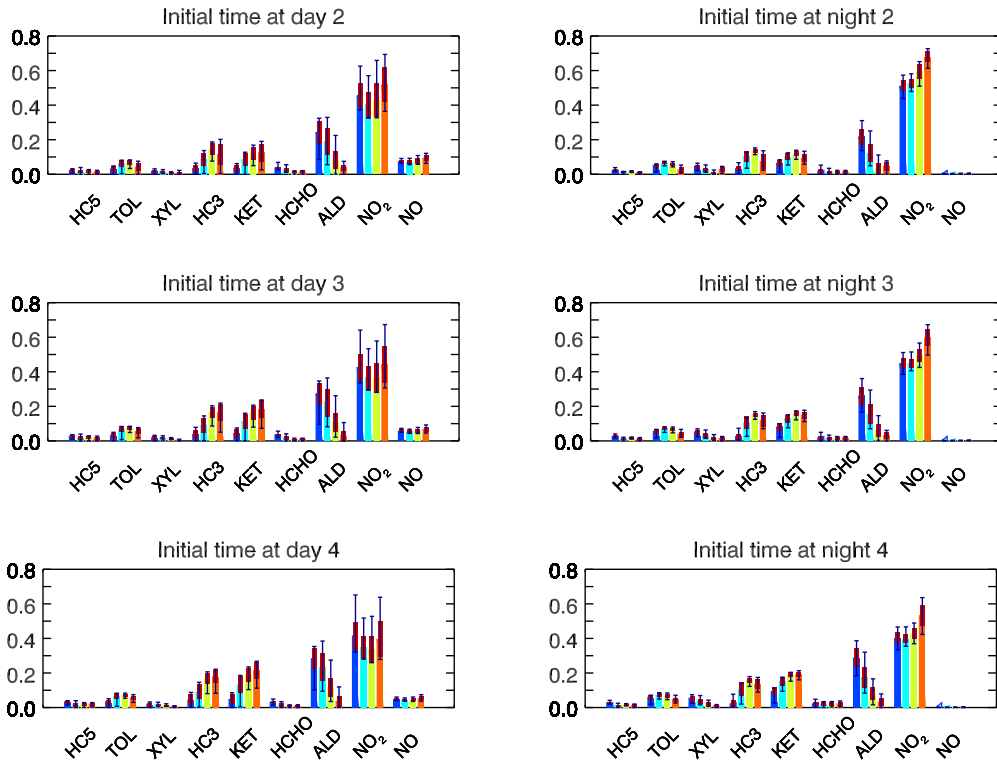 Initial time at day 2
0.8
0.6
0.4
0.2
0.0
HC5 TOL XYL HC3 KET HCHO ALD NO₂ NO
Initial time at night 2
0.8
0.6
0.4
0.2
0.0
HC5 TOL XYL HC3 KET HCHO ALD NO₂ NO
Initial time at day 3
0.8
0.6
0.4
0.2
0.0
HC5 TOL XYL HC3 KET HCHO ALD NO₂ NO
Initial time at night 3
0.8
0.6
0.4
0.2
0.0
HC5 TOL XYL HC3 KET HCHO ALD NO₂ NO
Initial time at day 4
0.8
0.6
0.4
0.2
0.0
HC5 TOL XYL HC3 KET HCHO ALD NO₂ NO
Initial time at night 4
0.8
0.6
0.4
0.2
0.0
HC5 TOL XYL HC3 KET HCHO ALD NO₂ NO